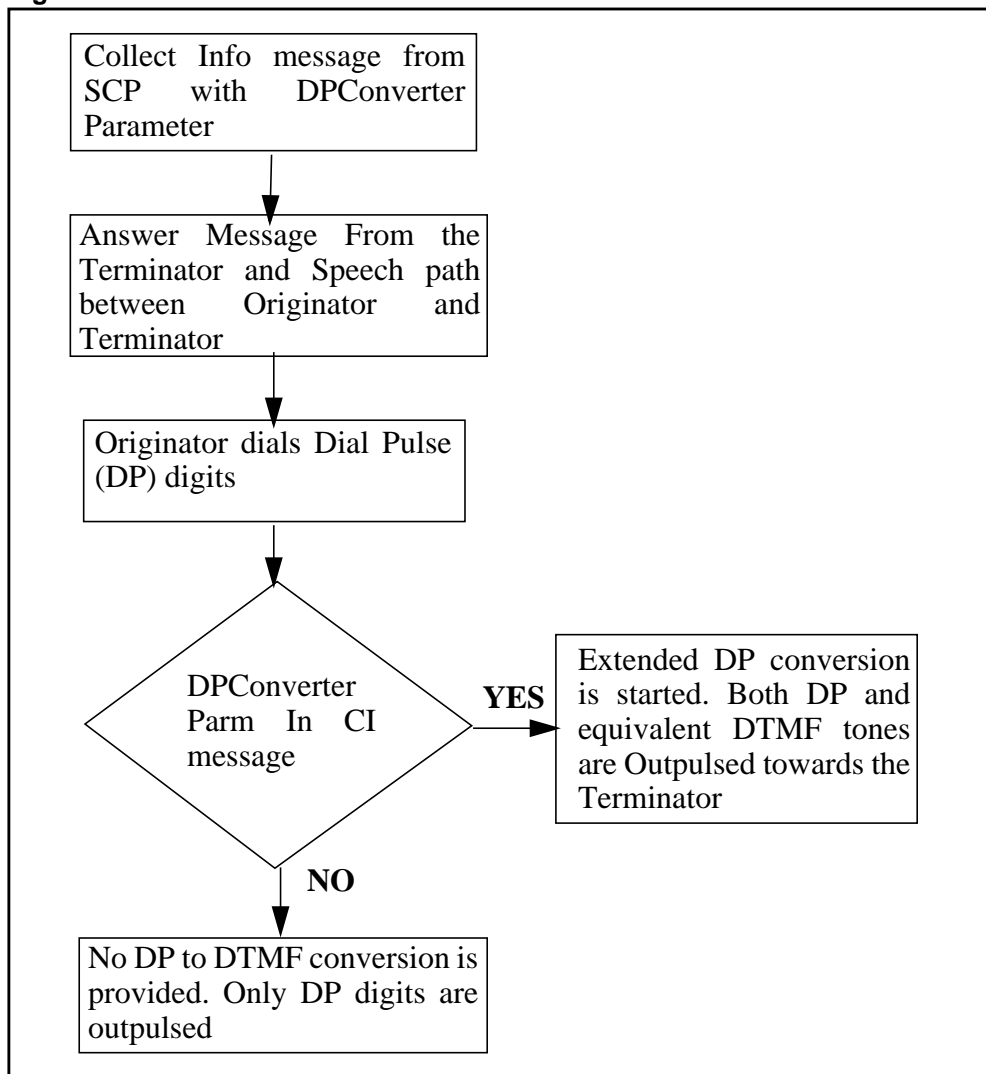 Collect Info message from
SCP with DPConverter
Parameter
Answer Message From the
Terminator and Speech path
between Originator and
Terminator
Originator dials Dial Pulse
(DP) digits
DPConverter
Parm In CI
message
YES
Extended DP conversion
is started. Both DP and
equivalent DTMF tones
are Outpulsed towards the
Terminator
NO
No DP to DTMF conversion is
provided. Only DP digits are
outpulsed